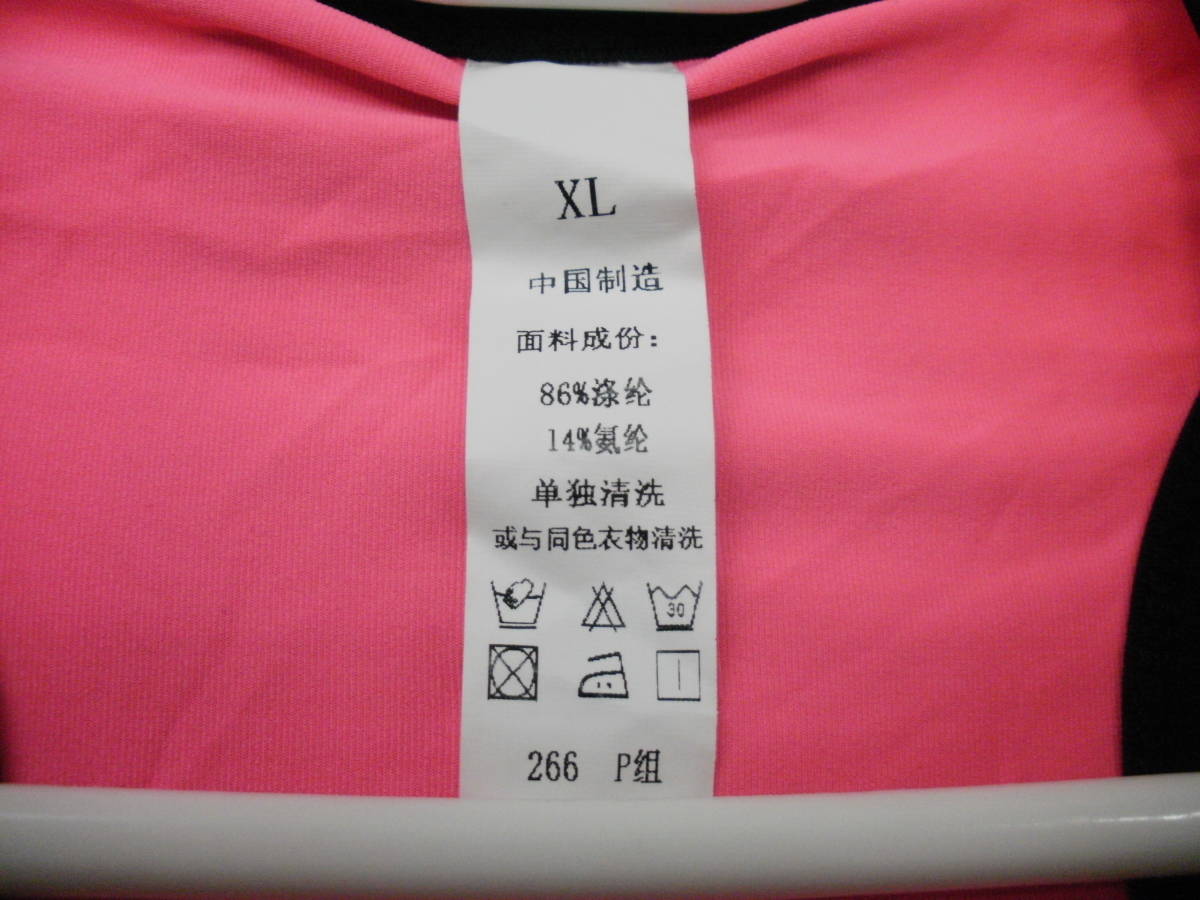 XL
中国制造
面料成份：
86%涤纶
14%氨纶
单独清洗
或与同色衣物清洗
30
266 P组